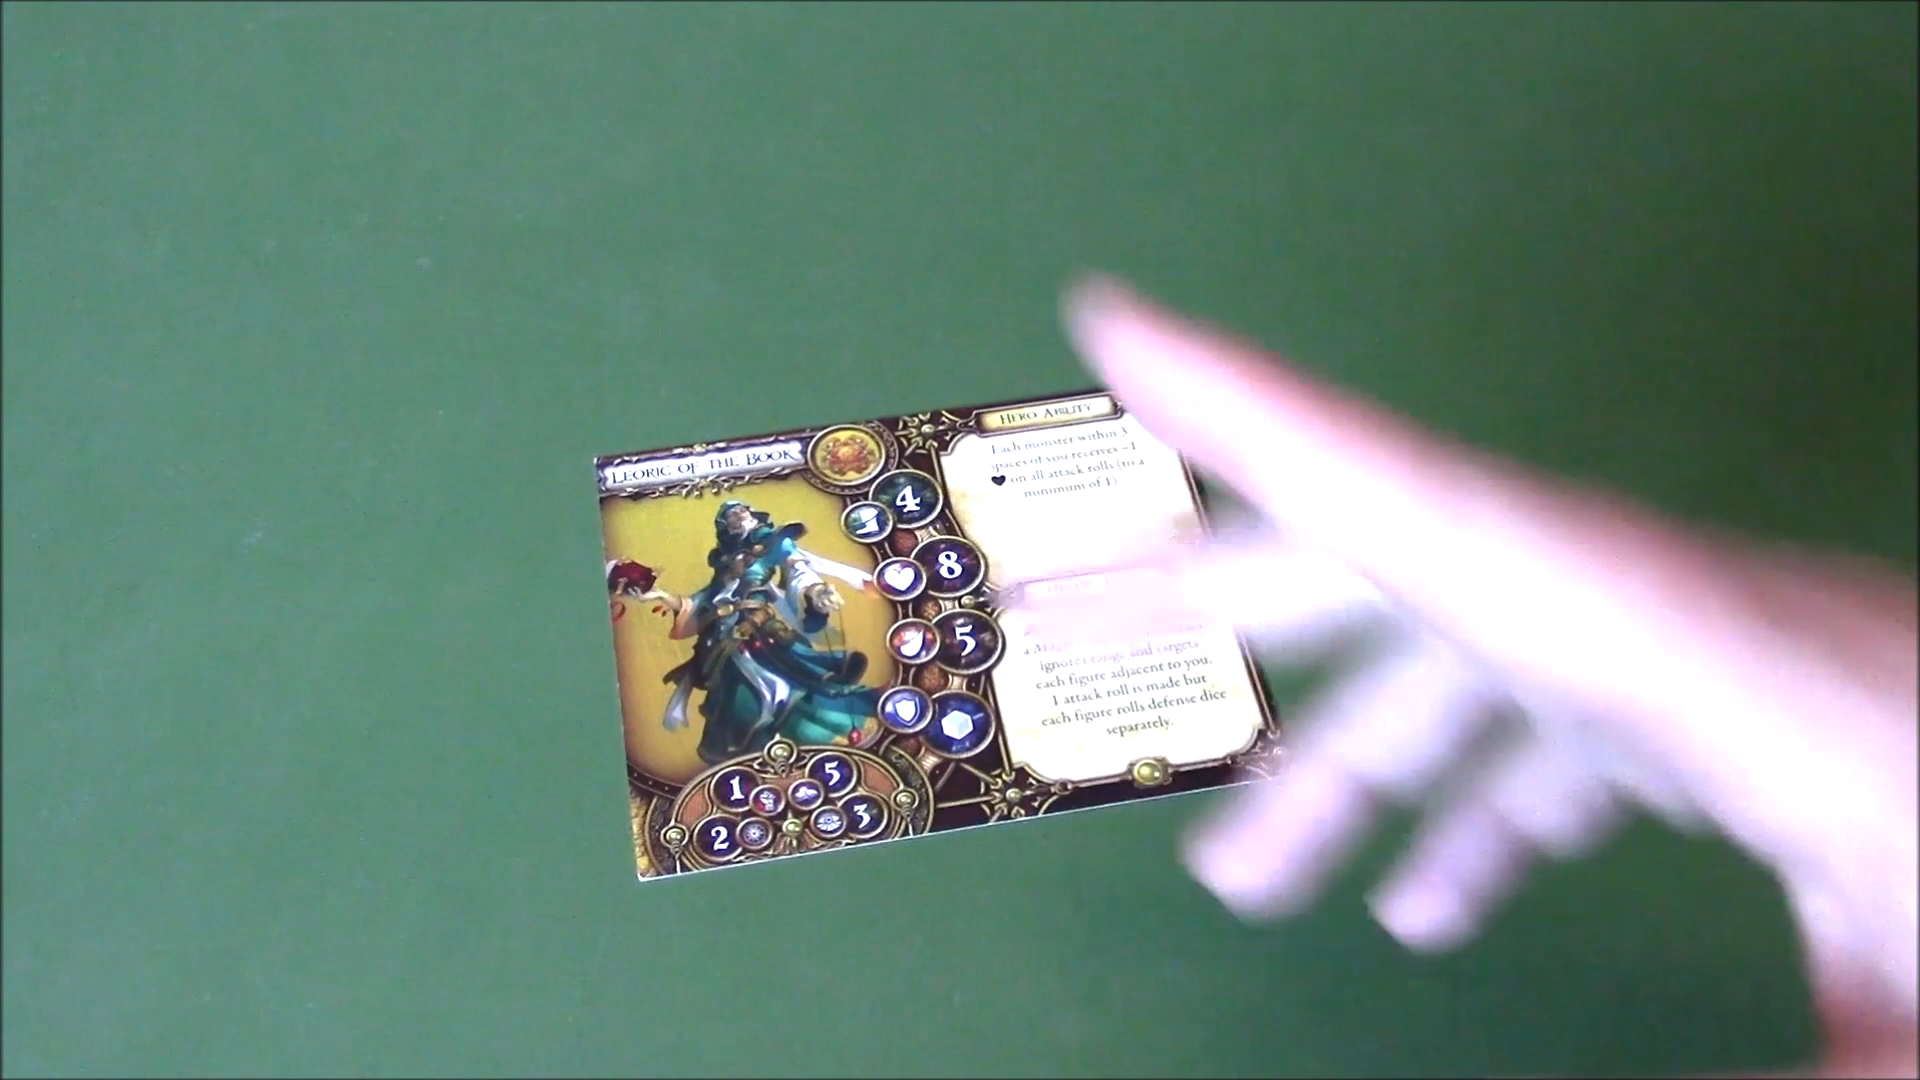 LEORIC OF THE BOOK
4
8
5
1
5
2
3
HERO ABILITY
Each monster within 3
spaces of you receives -1
on all attack rolls (to a
minimum of 1)
a
ignores range and targets
each figure adjacent to you.
1 attack roll is made but
each figure rolls defense dice
separately.